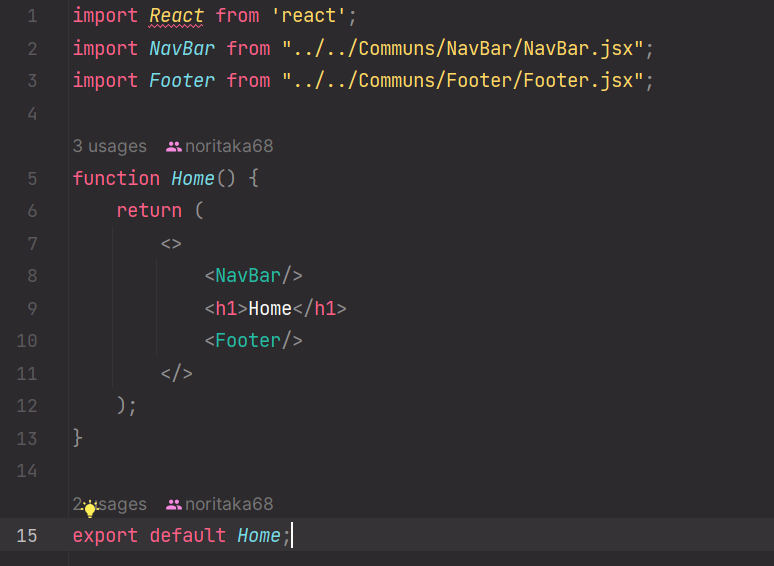 1 import React from 'react';
2 import NavBar from "../../Communs/NavBar/NavBar.jsx";
3 import Footer from "../../Communs/Footer/Footer.jsx";
4
3 usages noritaka68
5 function Home() {
6 return (
7 <>
8 <NavBar/>
9 <h1>Home</h1>
10 <Footer/>
11 </>
12 );
13 }
14
2 usages noritaka68
15 export default Home;